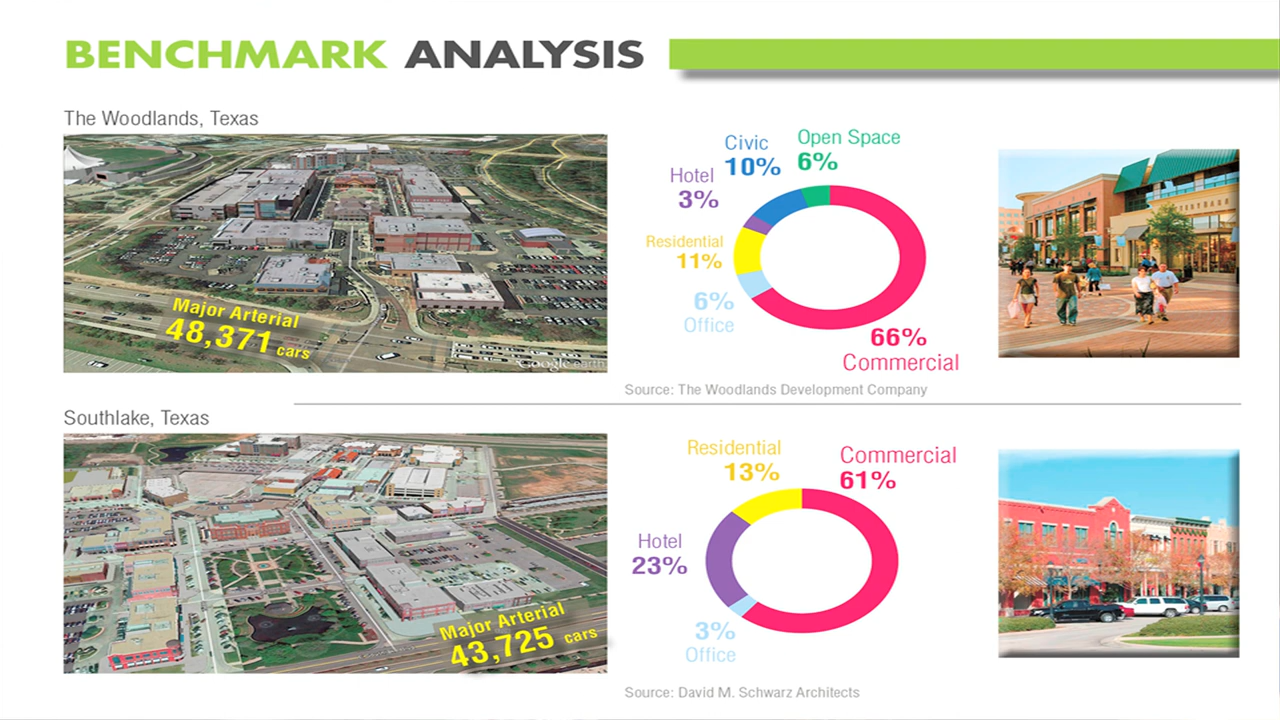 BENCHMARK ANALYSIS
The Woodlands, Texas
Major Arterial
48,371 cars
Google earth
Civic
10%
Open Space
6%
Hotel
3%
Residential
11%
6%
Office
66%
Commercial
Source: The Woodlands Development Company
Southlake, Texas
Major Arterial
43,725 cars
Residential
13%
Commercial
61%
Hotel
23%
3%
Office
Source: David M. Schwarz Architects